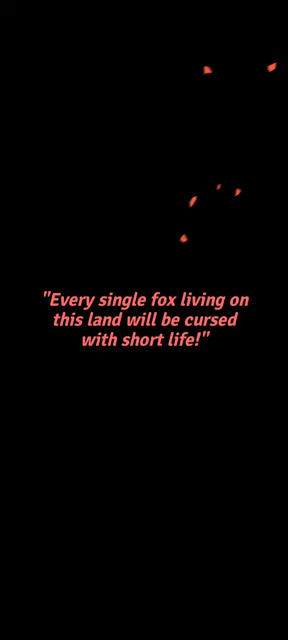 "Every single fox living on
this land will be cursed
with short life!"